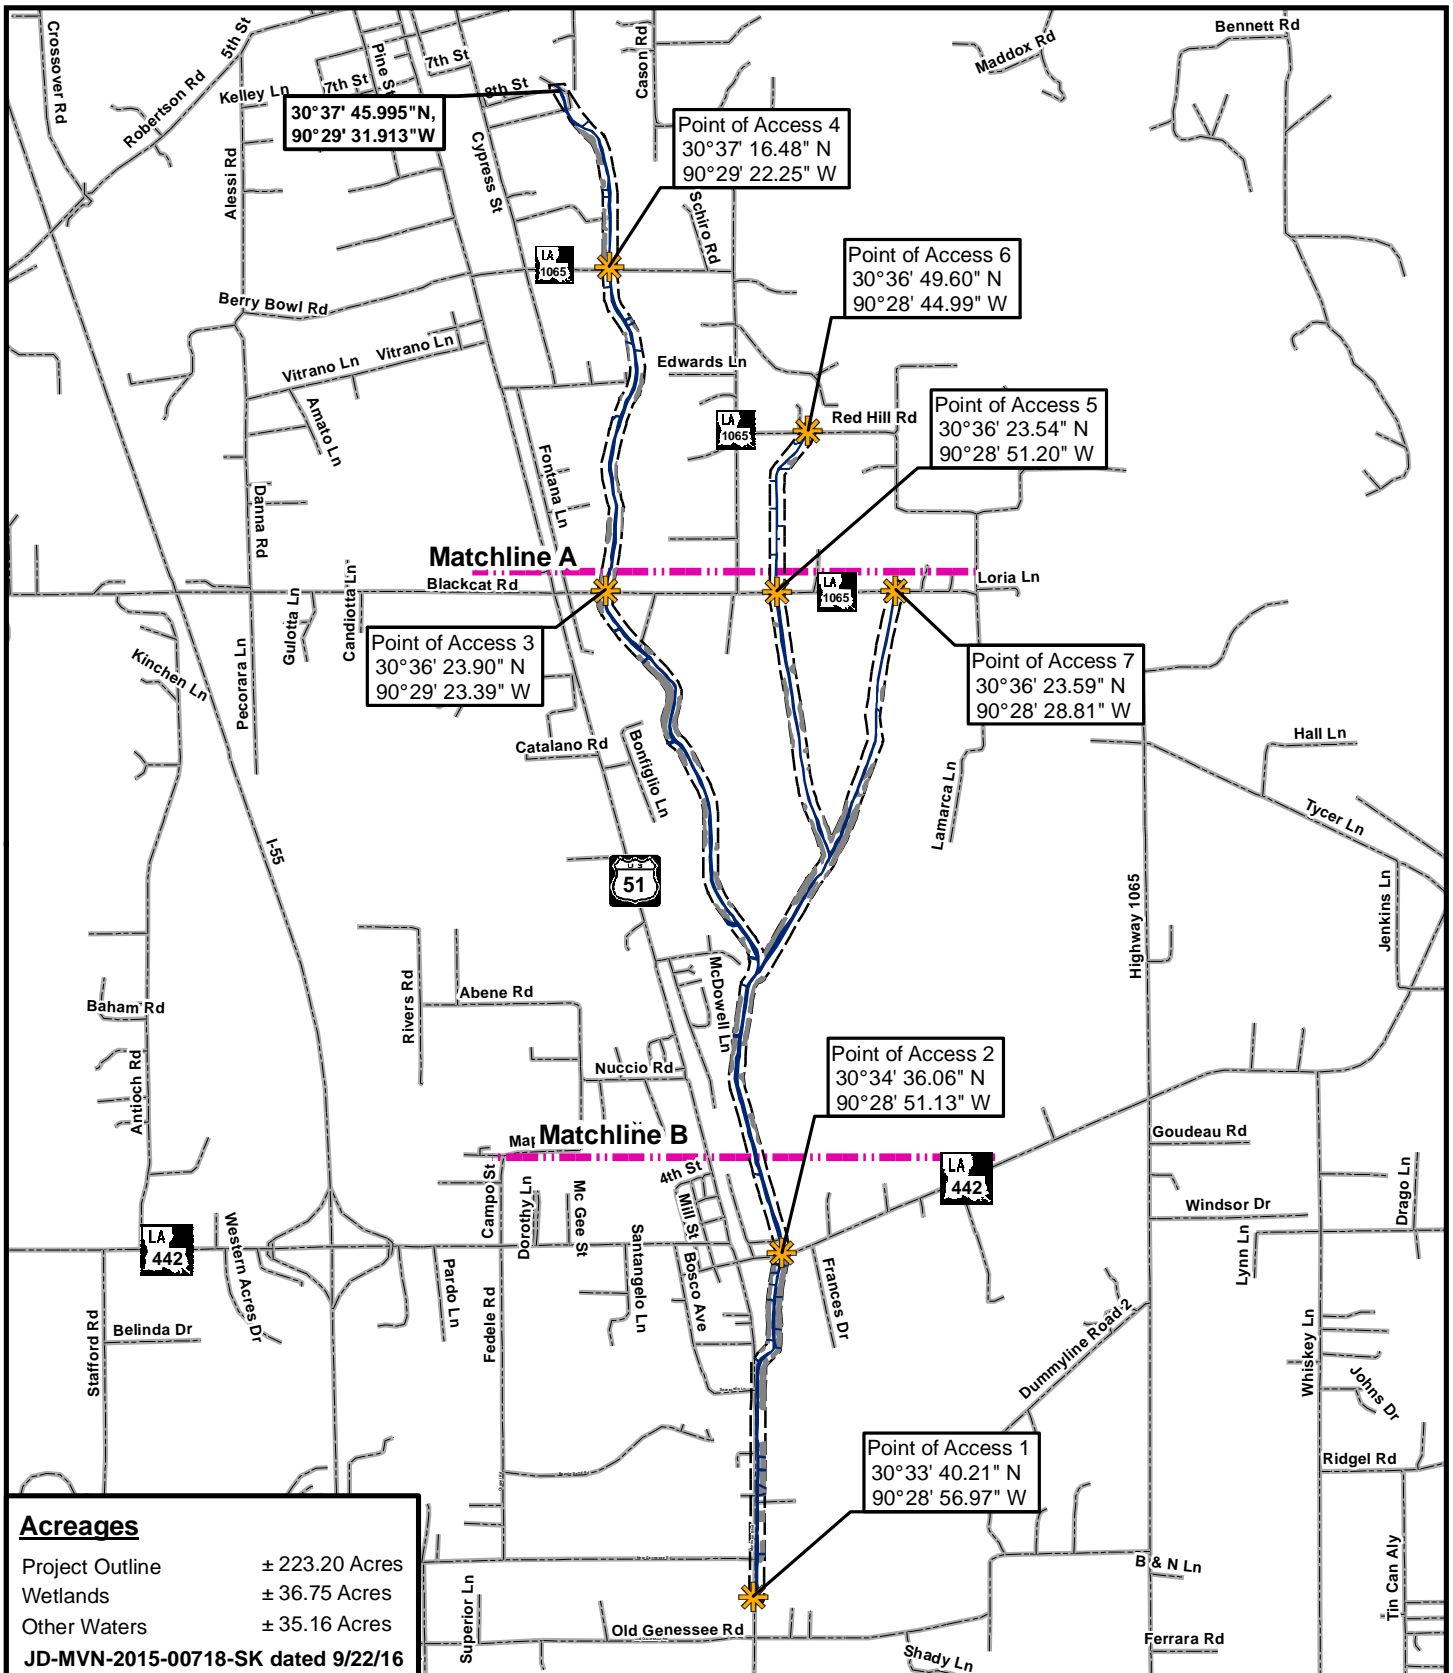 Crossover Rd
5th St
Pine St
7th St
Cason Rd
Maddox Rd
Bennett Rd
Robertson Rd
Kelley Ln
7th St
8th St
30°37' 45.995"N,
90°29' 31.913"W
Point of Access 4
30°37' 16.48" N
90°29' 22.25" W
Alessi Rd
Cypress St
Schiro Rd
LA
1065
Point of Access 6
30°36' 49.60" N
90°28' 44.99" W
Berry Bowl Rd
Vitrano Ln
Vitrano Ln
Edwards Ln
Amato Ln
LA
1065
Red Hill Rd
Point of Access 5
30°36' 23.54" N
90°28' 51.20" W
Fontana Ln
Danna Rd
Matchline A
Blackcat Rd
LA
1065
Loria Ln
Gulotta Ln
Candiotta Ln
Point of Access 3
30°36' 23.90" N
90°29' 23.39" W
Kinchen Ln
Pecorara Ln
Point of Access 7
30°36' 23.59" N
90°28' 28.81" W
Catalano Rd
Bonfiglio Ln
Hall Ln
Lamarca Ln
Tycer Ln
I-55
US
51
Highway 1065
Jenkins Ln
Baham Rd
Rivers Rd
Abene Rd
McDowell Ln
Antioch Rd
Nuccio Rd
Point of Access 2
30°34' 36.06" N
90°28' 51.13" W
Matchline B
Goudeau Rd
Campo St
4th St
LA
442
Drago Ln
Dorothy Ln
Mc Gee St
Mill St
Windsor Dr
LA
442
Western Acres Dr
Santangelo Ln
Bosco Ave
Frances Dr
Lynn Ln
Pardo Ln
Fedele Rd
Stafford Rd
Belinda Dr
Dummyline Road 2
Whiskey Ln
Johns Dr
Point of Access 1
30°33' 40.21" N
90°28' 56.97" W
Ridgel Rd
Acreages
Project Outline ± 223.20 Acres
Wetlands ± 36.75 Acres
Other Waters ± 35.16 Acres
JD-MVN-2015-00718-SK dated 9/22/16
Superior Ln
Old Genessee Rd
B & N Ln
Tin Can Aly
Shady Ln
Ferrara Rd